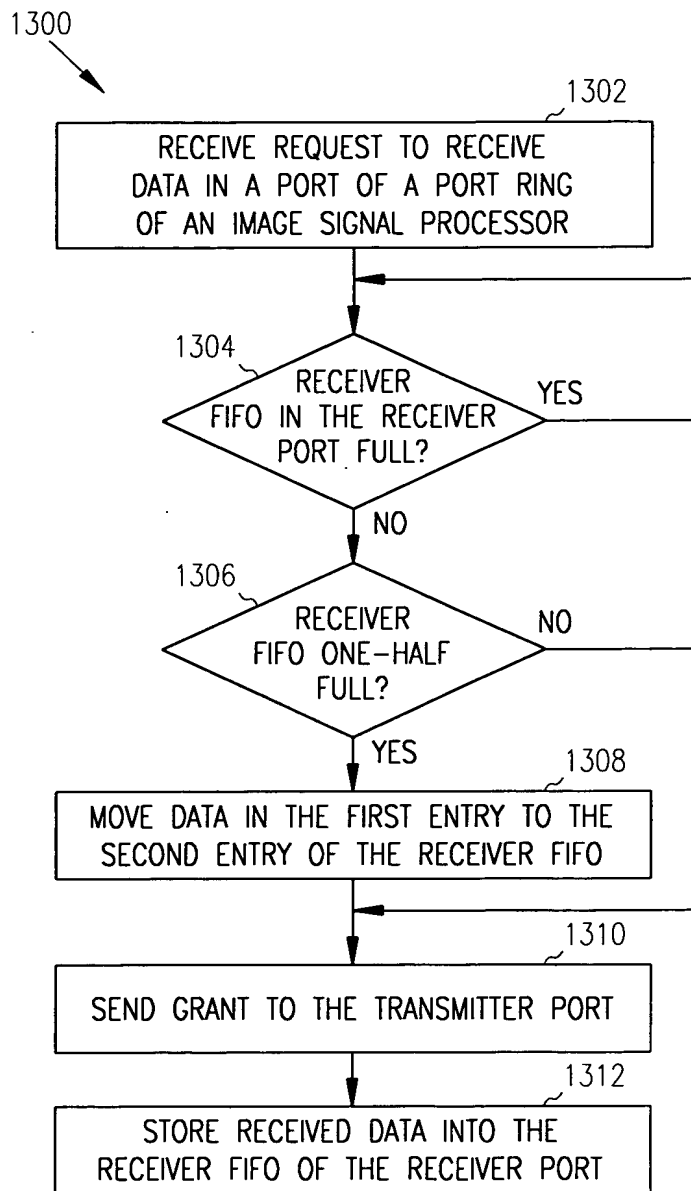 1300
1302
RECEIVE REQUEST TO RECEIVE
DATA IN A PORT OF A PORT RING
OF AN IMAGE SIGNAL PROCESSOR
1304
RECEIVER
FIFO IN THE RECEIVER
PORT FULL?
YES
NO
1306
RECEIVER
FIFO ONE-HALF
FULL?
NO
YES
1308
MOVE DATA IN THE FIRST ENTRY TO THE
SECOND ENTRY OF THE RECEIVER FIFO
1310
SEND GRANT TO THE TRANSMITTER PORT
1312
STORE RECEIVED DATA INTO THE
RECEIVER FIFO OF THE RECEIVER PORT